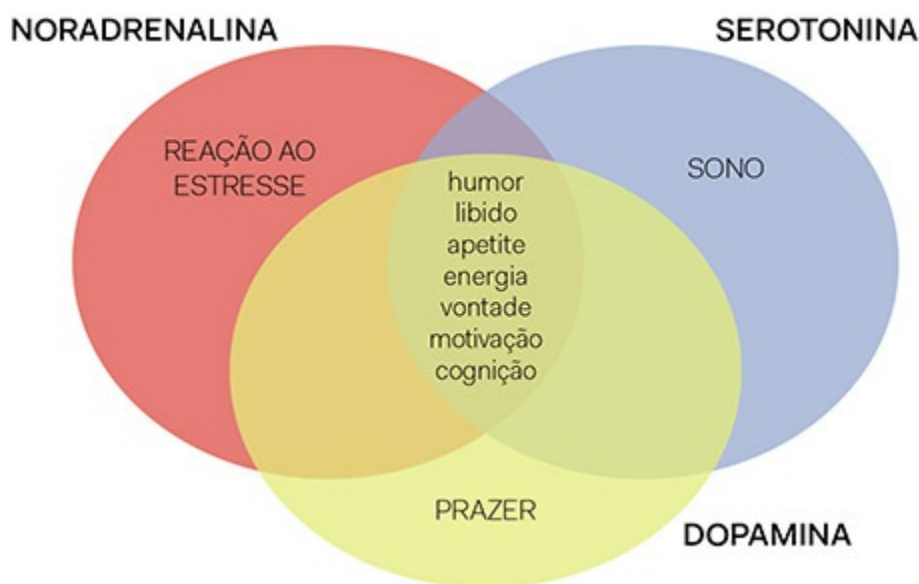 NORADRENALINA
SEROTONINA
REAÇÃO AO
ESTRESSE
SONO
humor
libido
apetite
energia
vontade
motivação
cognição
PRAZER
DOPAMINA